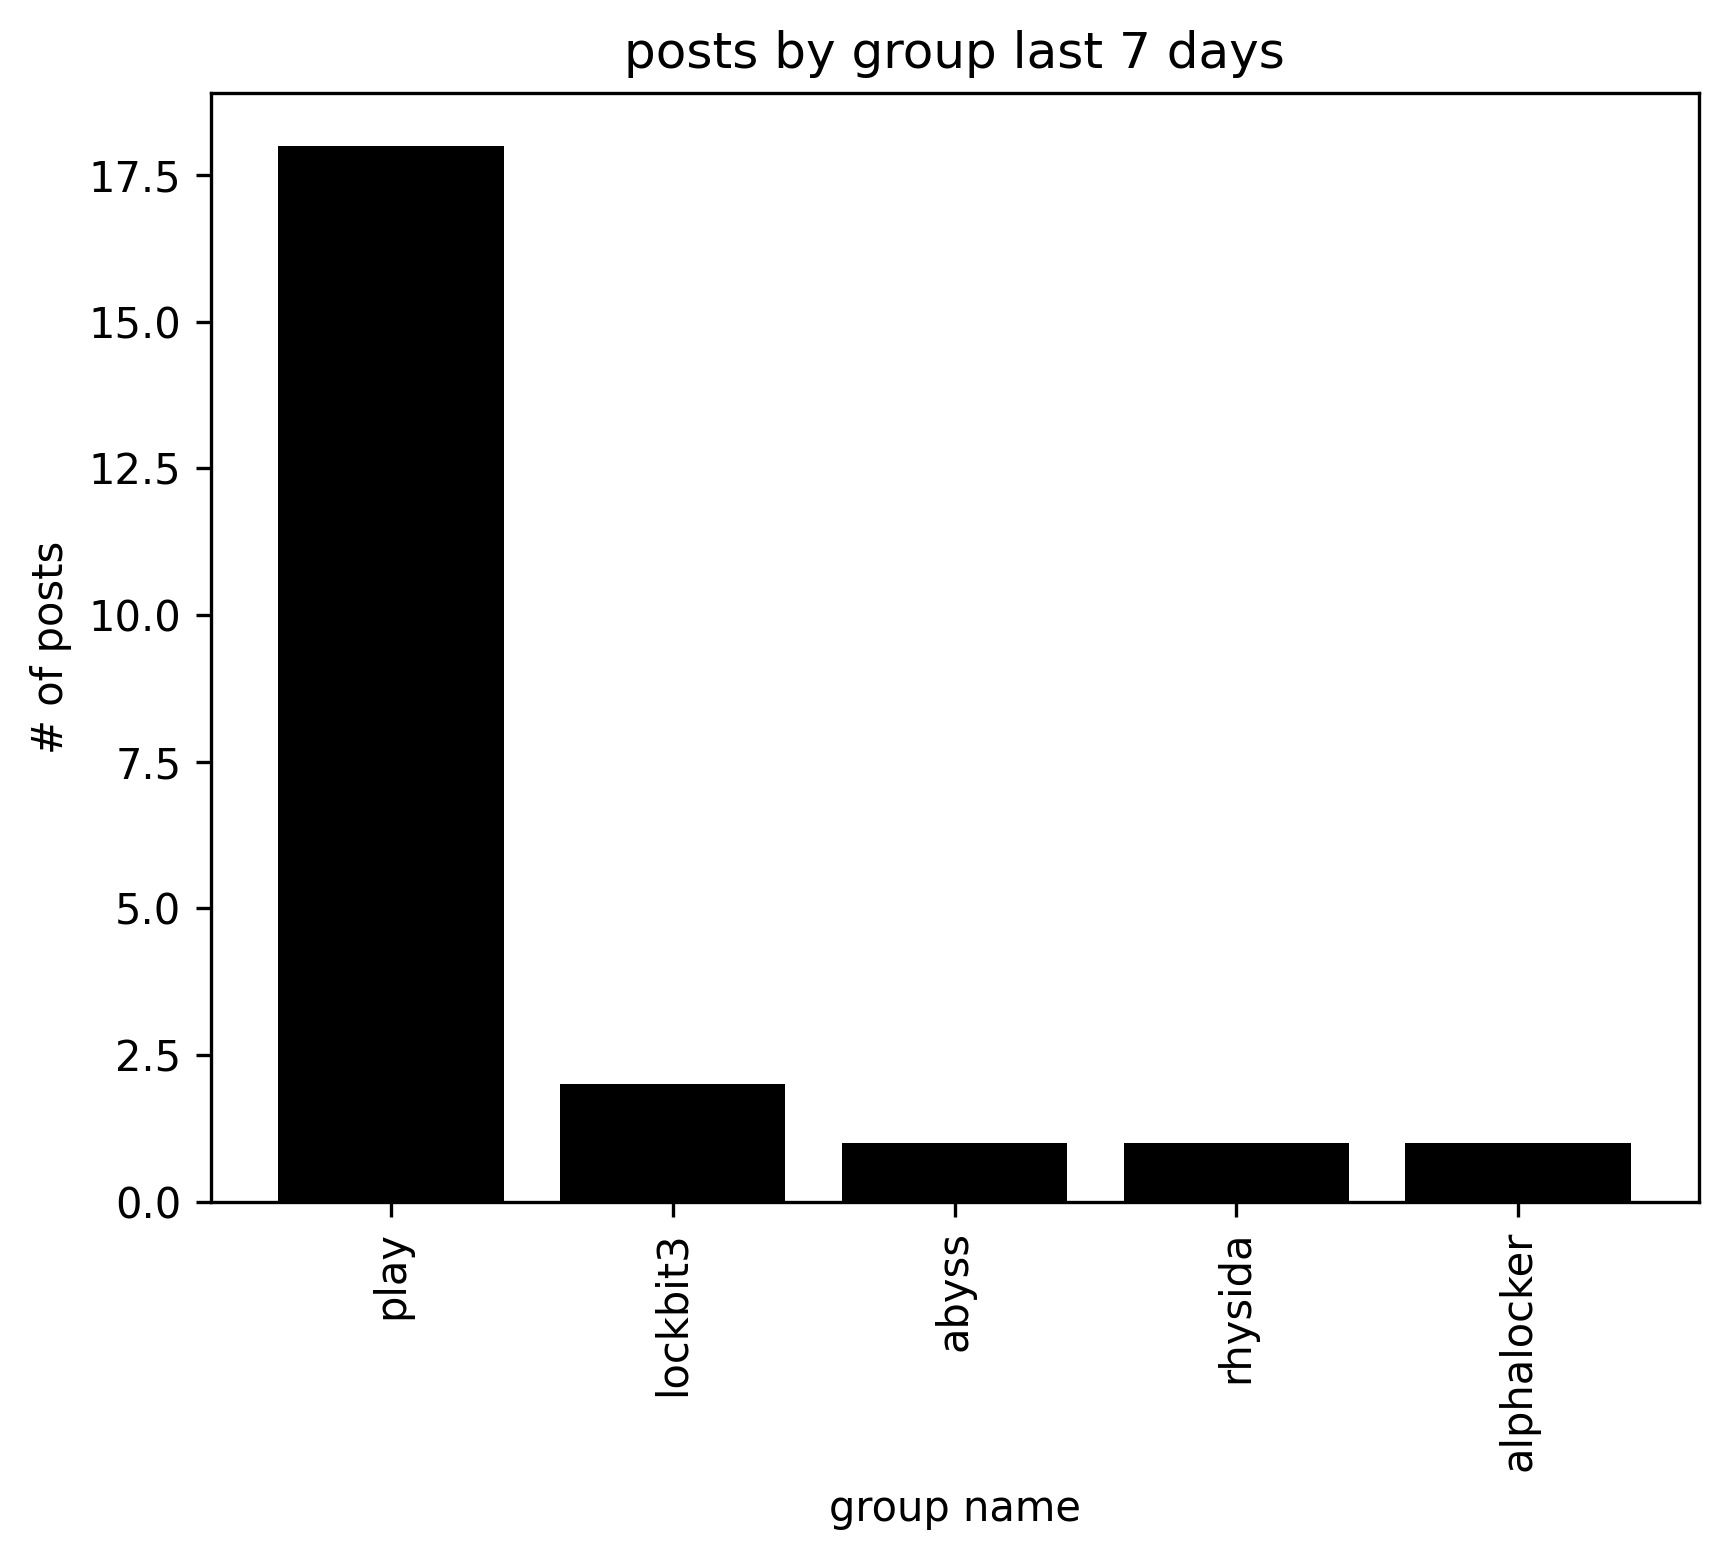 posts by group last 7 days
17.5
15.0
12.5
10.0
7.5
5.0
2.5
0.0
# of posts
play
lockbit3
abyss
rhysida
alphalocker
group name